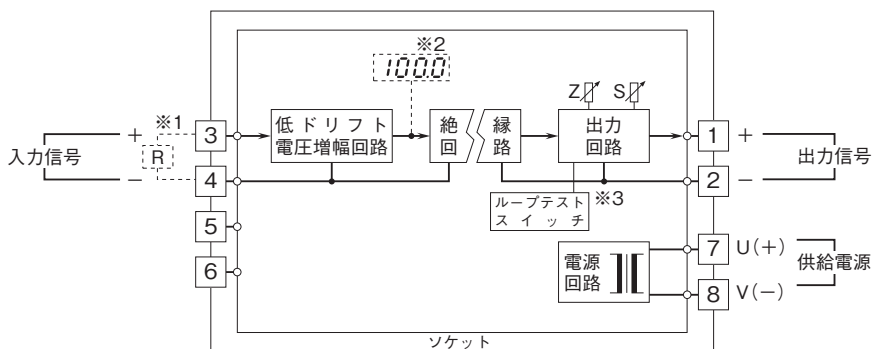 ※2
100.0
Z
S
※1
+
3
低ドリフト
電圧増幅回路
絶
回
縁
路
出力
回路
1
+
入力信号
R
出力信号
−
4
2
−
ループテスト
スイッチ
※3
5
7
U(+)
電源
回路
供給電源
6
8
V(−)
ソケット